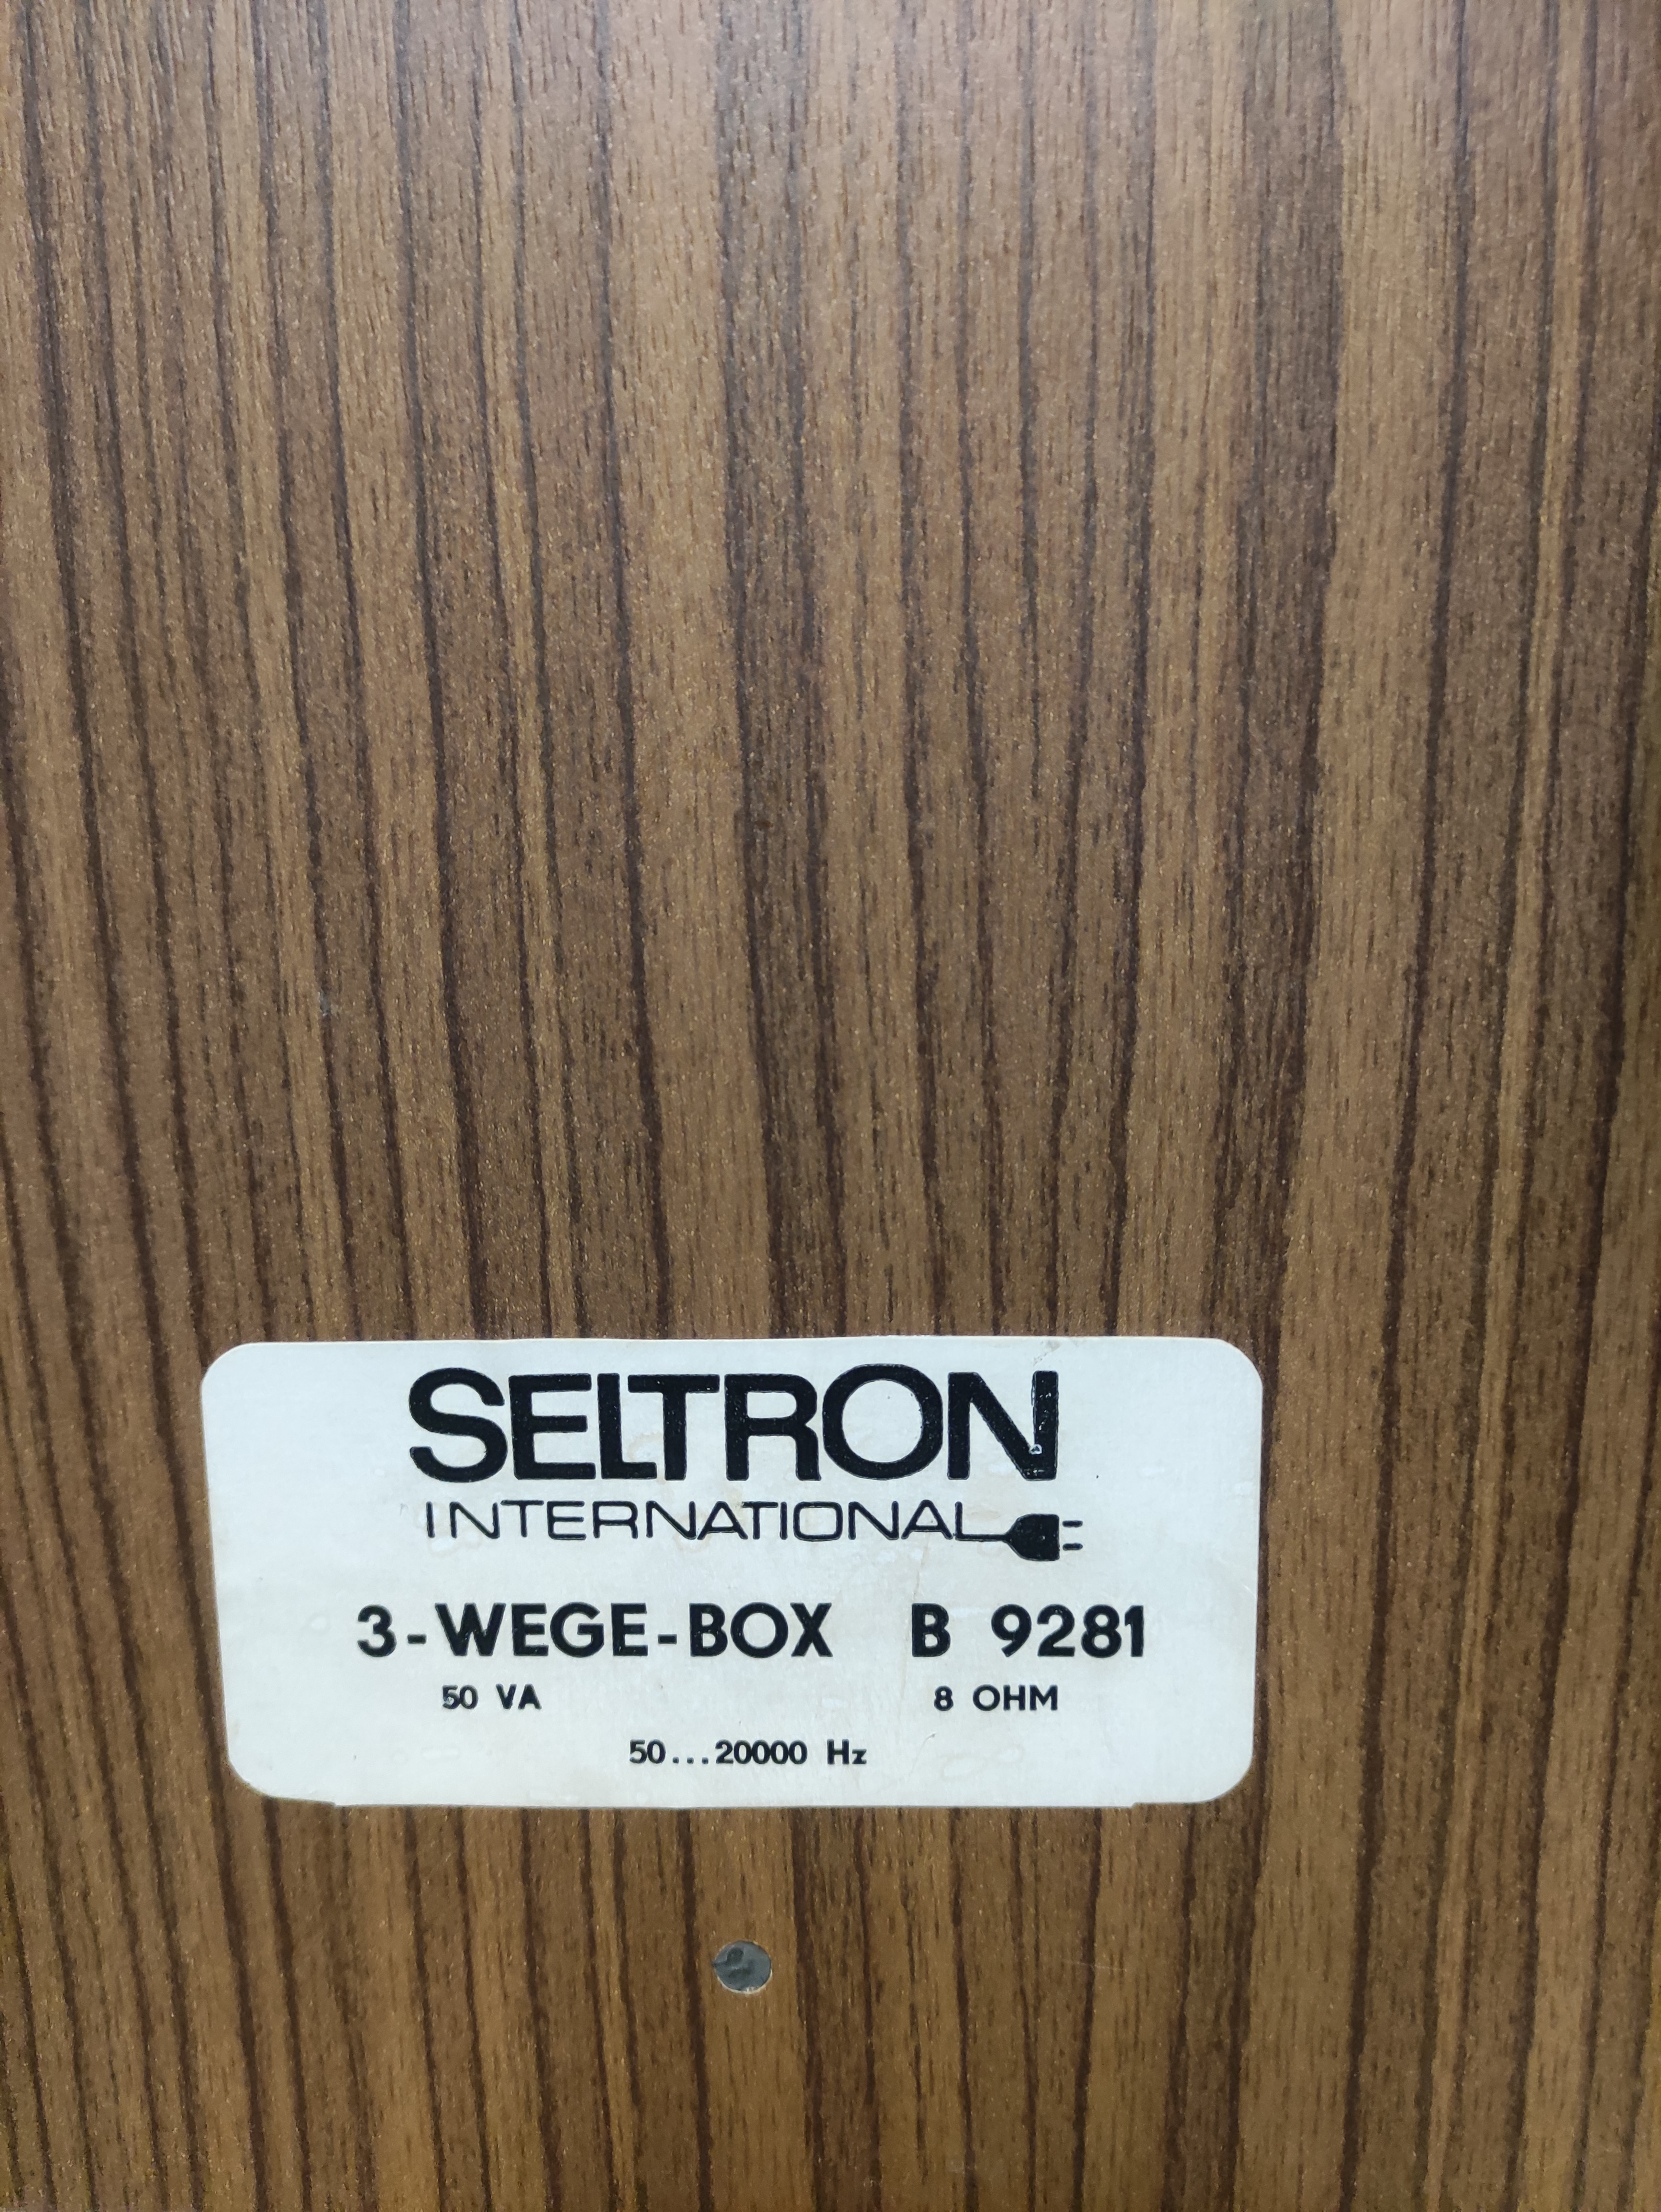 SELTRON
INTERNATIONAL
3-WEGE-BOX B 9281
50 VA 8 OHM
50...20000 Hz